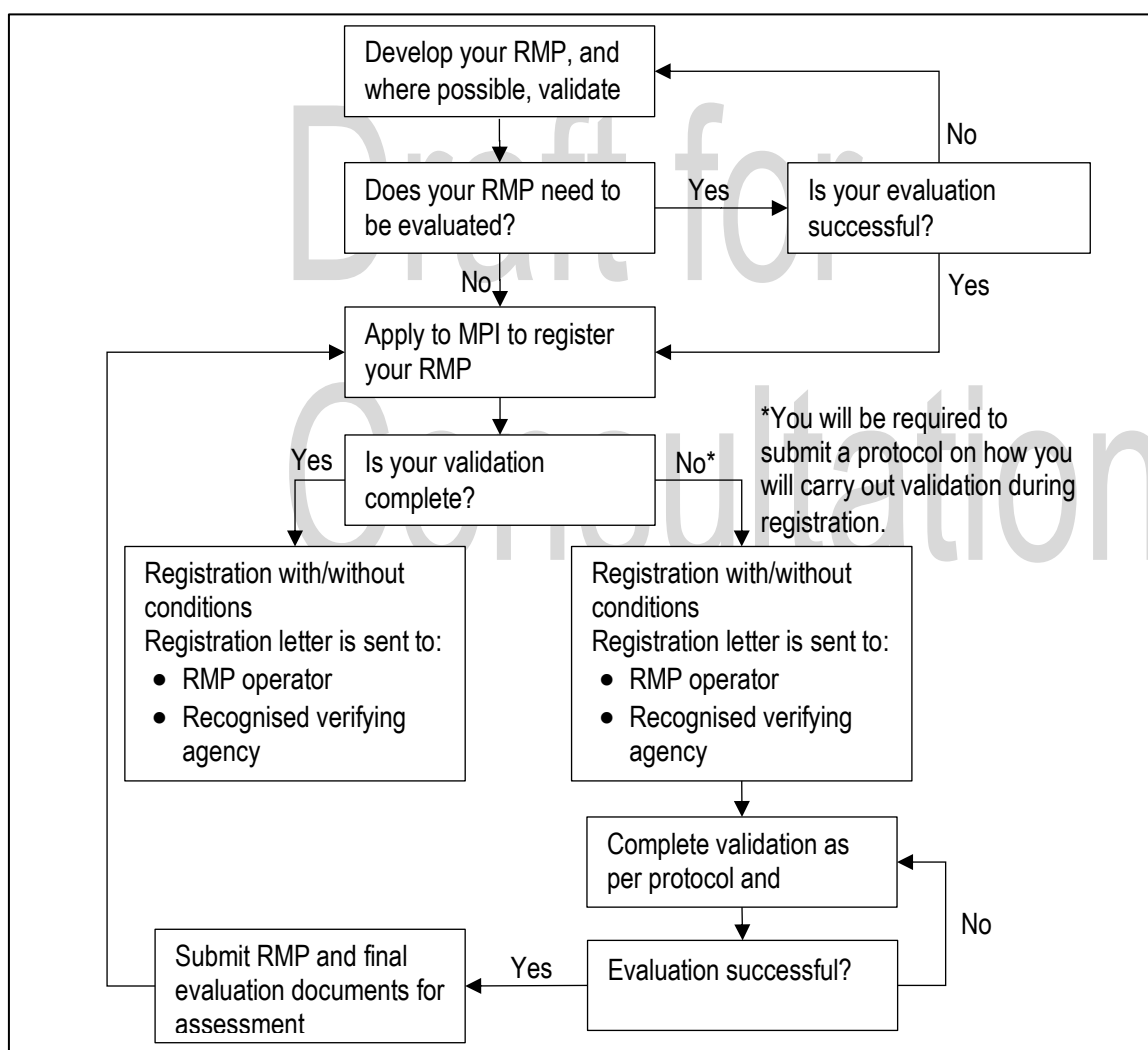 Develop your RMP, and
where possible, validate
No
Does your RMP need to
be evaluated?
Yes
Is your evaluation
successful?
Draft for
No
Yes
Apply to MPI to register
your RMP
Consultation
*You will be required to
submit a protocol on how you
will carry out validation during
registration.
Yes
Is your validation
complete?
No*
Registration with/without
conditions
Registration letter is sent to:
• RMP operator
• Recognised verifying
agency
Registration with/without
conditions
Registration letter is sent to:
• RMP operator
• Recognised verifying
agency
Complete validation as
per protocol and
No
Submit RMP and final
evaluation documents for
assessment
Yes
Evaluation successful?